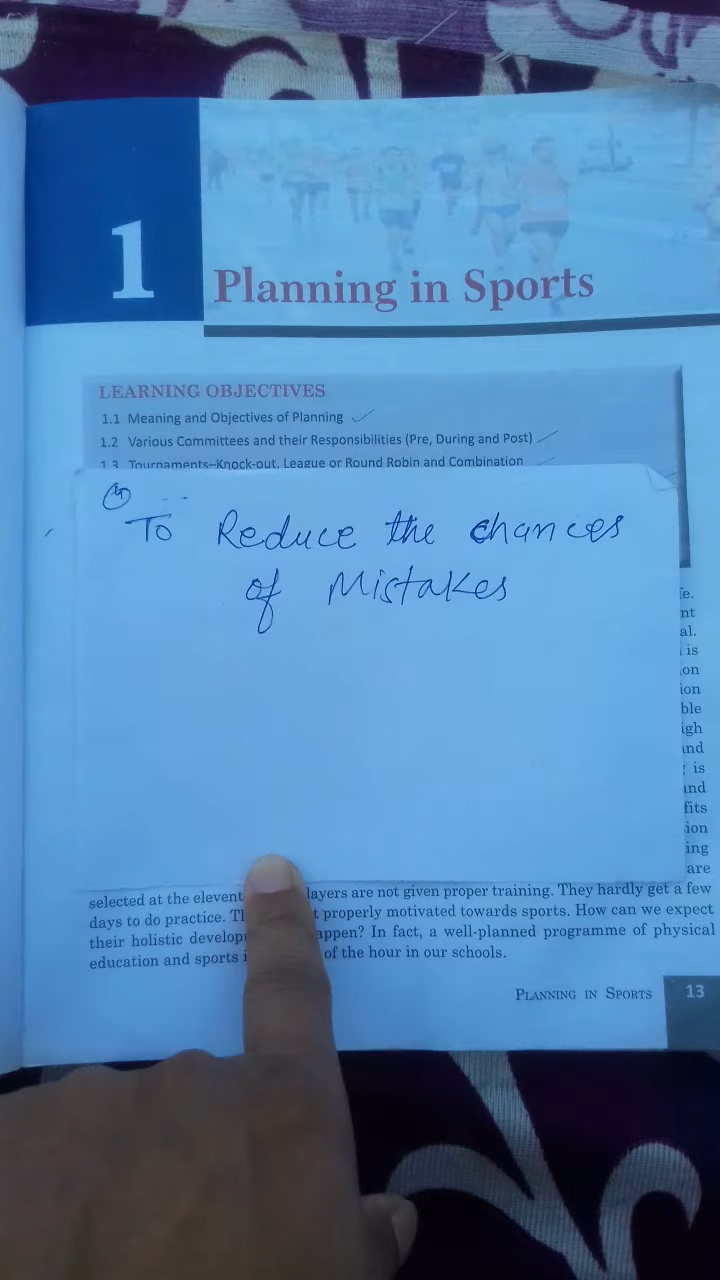 1
Planning in Sports
LEARNING OBJECTIVES
1.1 Meaning and Objectives of Planning
1.2 Various Committees and their Responsibilities (Pre, During and Post)
1.3 Tournaments–Knock-out, League or Round Robin and Combination
4
To Reduce the chances
of Mistakes
nt
al.
is
on
ion
ble
igh
and
is
and
fits
ion
ing
are
selected at the elevent layers are not given proper training. They hardly get a few
days to do practice. t properly motivated towards sports. How can we expect
their holistic develop appen? In fact, a well-planned programme of physical
education and sports of the hour in our schools.
PLANNING IN SPORTS 13